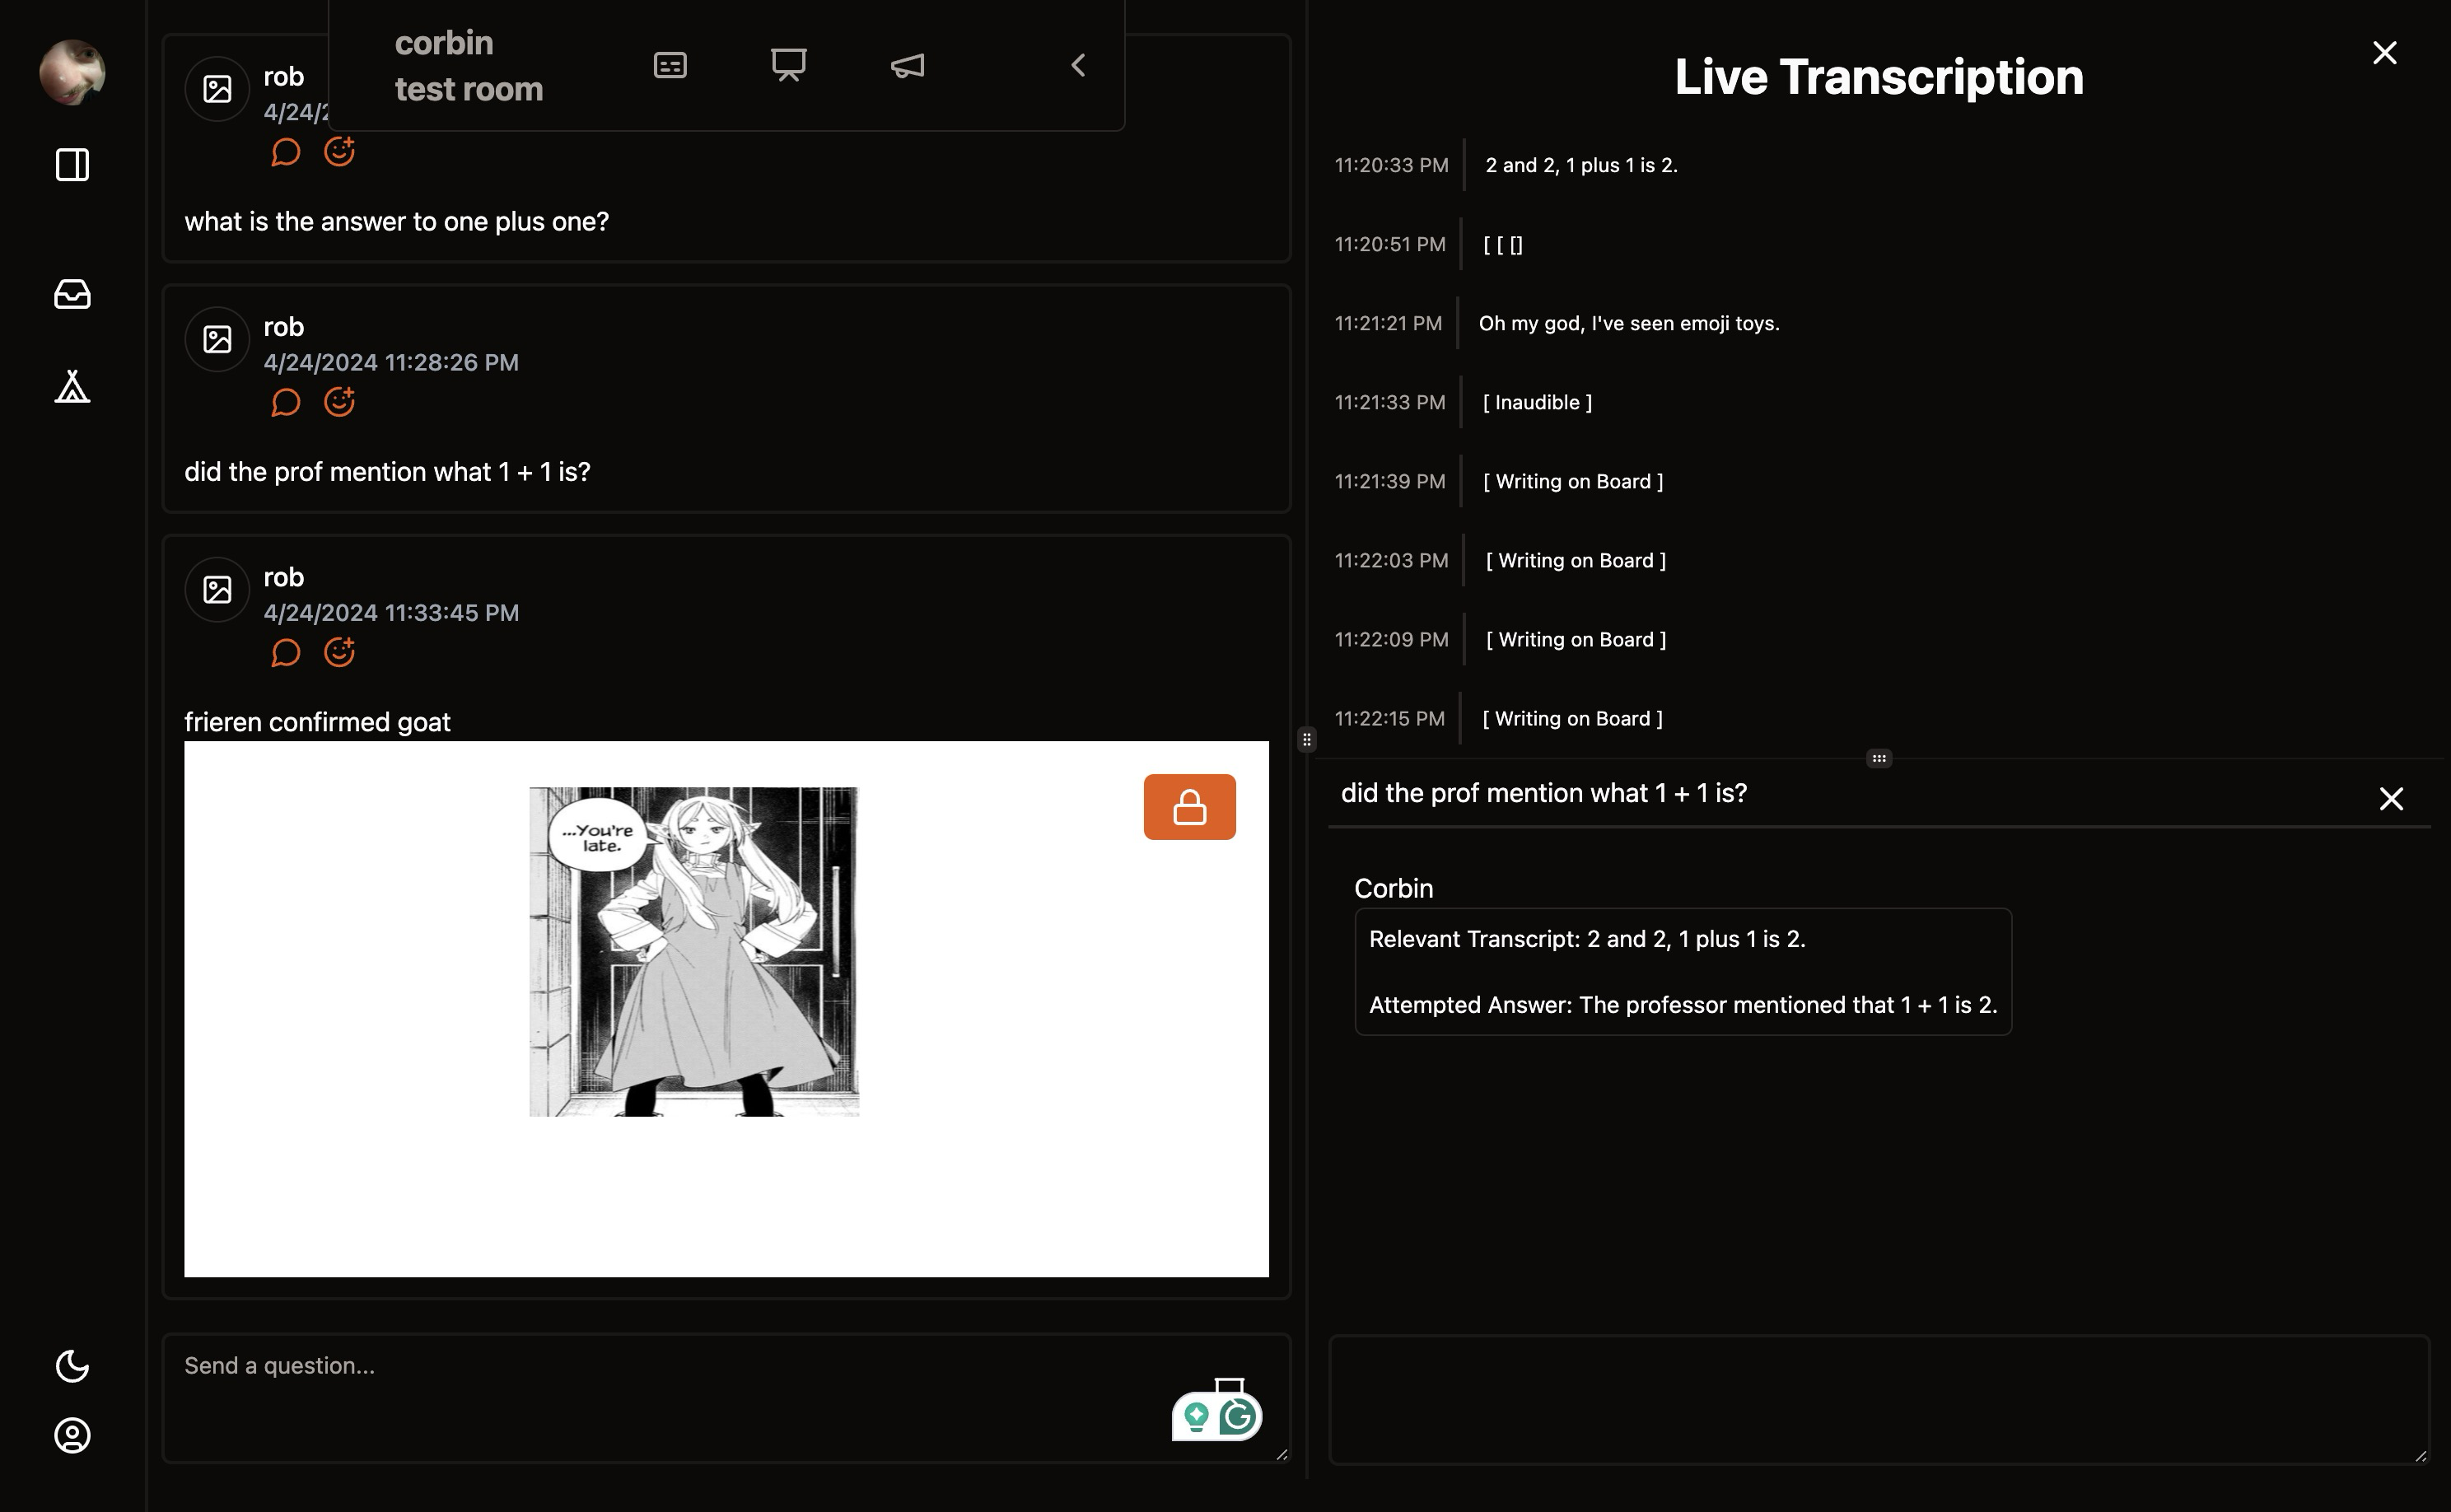 corbin
test room
rob
4/24/2
what is the answer to one plus one?
rob
4/24/2024 11:28:26 PM
did the prof mention what 1 + 1 is?
rob
4/24/2024 11:33:45 PM
frieren confirmed goat
...You're
late.
Send a question...
Live Transcription
11:20:33 PM 2 and 2, 1 plus 1 is 2.
11:20:51 PM [ [ []
11:21:21 PM Oh my god, I've seen emoji toys.
11:21:33 PM [ Inaudible ]
11:21:39 PM [ Writing on Board ]
11:22:03 PM [ Writing on Board ]
11:22:09 PM [ Writing on Board ]
11:22:15 PM [ Writing on Board ]
did the prof mention what 1 + 1 is?
Corbin
Relevant Transcript: 2 and 2, 1 plus 1 is 2.
Attempted Answer: The professor mentioned that 1 + 1 is 2.